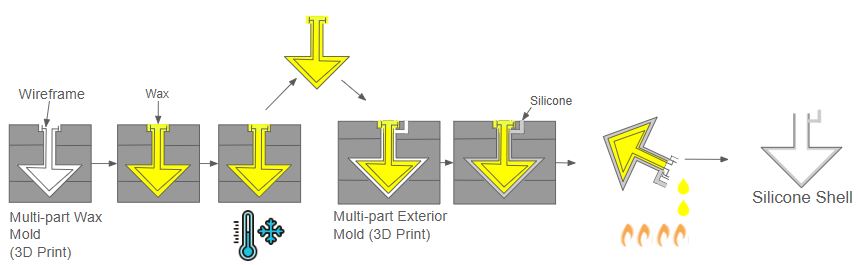 Wireframe
Wax
Silicone
Multi-part Wax
Mold
(3D Print)
Multi-part Exterior
Mold (3D Print)
Silicone Shell